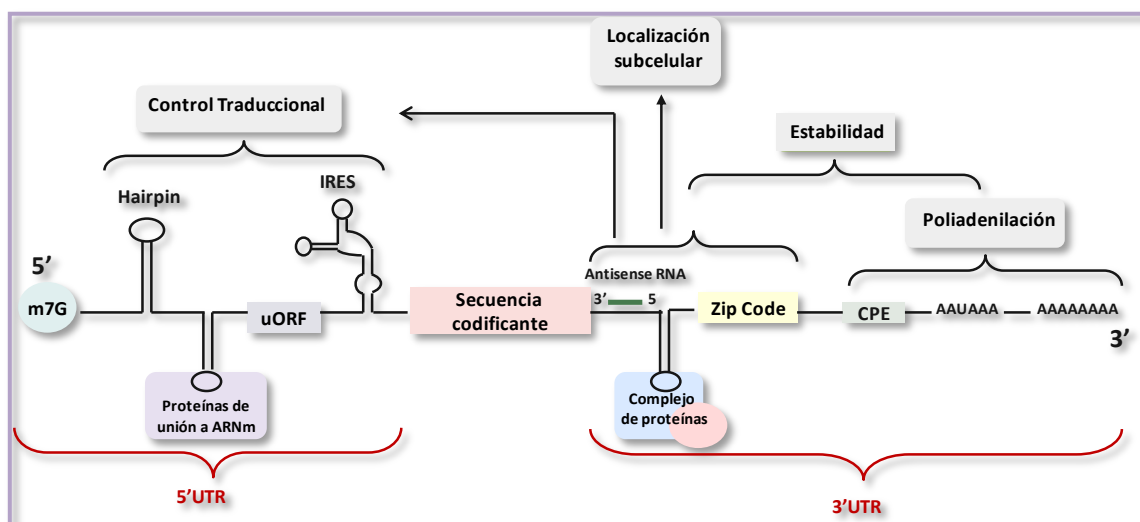 Localización
subcelular
Control Traduccional
Estabilidad
IRES
Hairpin
Poliadenilación
5’
Antisense RNA
3’ 5
m7G
uORF
Secuencia
codificante
Zip Code
CPE
AAUAAA
AAAAAAAA
3’
Proteínas de
unión a ARNm
Complejo
de proteínas
5’UTR
3’UTR